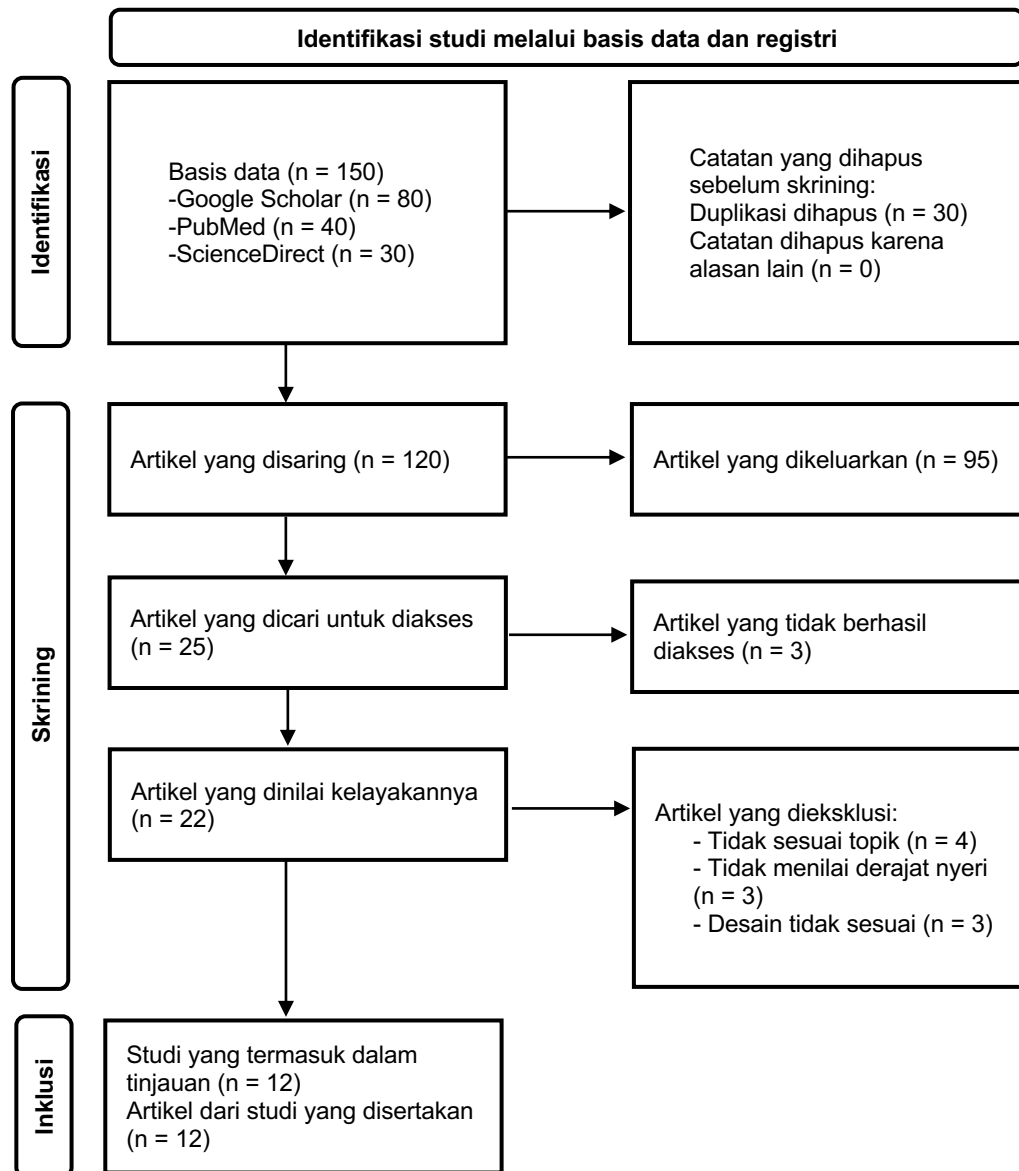 Identifikasi studi melalui basis data dan registri
Identifikasi
Basis data (n = 150)
-Google Scholar (n = 80)
-PubMed (n = 40)
-ScienceDirect (n = 30)
Catatan yang dihapus
sebelum skrining:
Duplikasi dihapus (n = 30)
Catatan dihapus karena
alasan lain (n = 0)
Skrining
Artikel yang disaring (n = 120)
Artikel yang dikeluarkan (n = 95)
Artikel yang dicari untuk diakses
(n = 25)
Artikel yang tidak berhasil
diakses (n = 3)
Artikel yang dinilai kelayakannya
(n = 22)
Artikel yang dieksklusi:
- Tidak sesuai topik (n = 4)
- Tidak menilai derajat nyeri
(n = 3)
- Desain tidak sesuai (n = 3)
Inklusi
Studi yang termasuk dalam
tinjauan (n = 12)
Artikel dari studi yang disertakan
(n = 12)